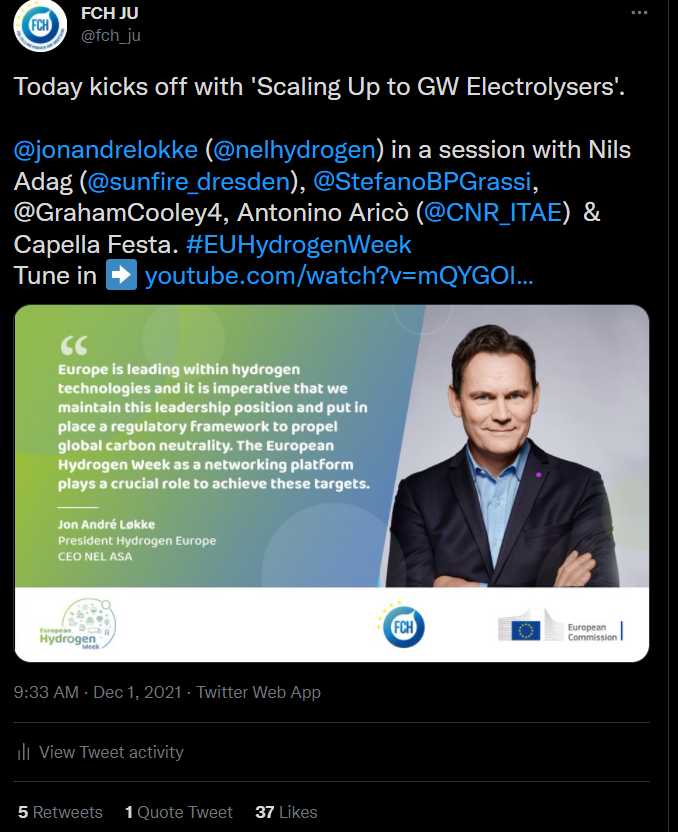 FCH JU
@fch_ju
Today kicks off with 'Scaling Up to GW Electrolysers'.
@jonandrelokke (@nelhydrogen) in a session with Nils
Adag (@sunfire_dresden), @StefanoBPGrassi,
@GrahamCooley4, Antonino Aricò (@CNR_ITAE) &
Capella Festa. #EUHydrogenWeek
Tune in ➡ youtube.com/watch?v=mQYGOI...
Europe is leading within hydrogen
technologies and it is imperative that we
maintain this leadership position and put in
place a regulatory framework to propel
global carbon neutrality. The European
Hydrogen Week as a networking platform
plays a crucial role to achieve these targets.
Jon André Løkke
President Hydrogen Europe
CEO NEL ASA
European
Hydrogen
Week
FCH
European
Commission
9:33 AM · Dec 1, 2021 · Twitter Web App
View Tweet activity
5 Retweets 1 Quote Tweet 37 Likes